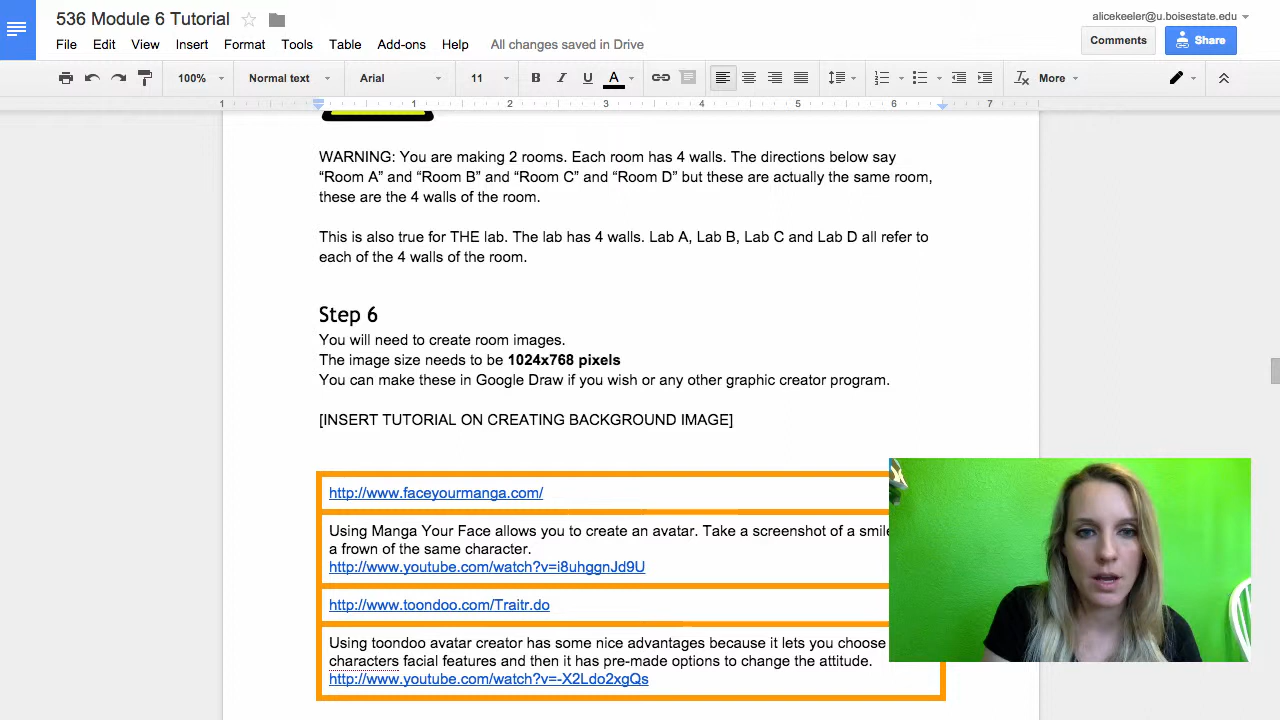 536 Module 6 Tutorial
alicekeeler@u.boisestate.edu
File Edit View Insert Format Tools Table Add-ons Help All changes saved in Drive
Comments Share
100% Normal text Arial 11 B I U A More
1 1 2 3 4 5 6 7
WARNING: You are making 2 rooms. Each room has 4 walls. The directions below say
“Room A” and “Room B” and “Room C” and “Room D” but these are actually the same room,
these are the 4 walls of the room.
This is also true for THE lab. The lab has 4 walls. Lab A, Lab B, Lab C and Lab D all refer to
each of the 4 walls of the room.
Step 6
You will need to create room images.
The image size needs to be 1024x768 pixels
You can make these in Google Draw if you wish or any other graphic creator program.
[INSERT TUTORIAL ON CREATING BACKGROUND IMAGE]
http://www.faceyourmanga.com/
Using Manga Your Face allows you to create an avatar. Take a screenshot of a smile
a frown of the same character.
http://www.youtube.com/watch?v=i8uhggnJd9U
http://www.toondoo.com/Traitr.do
Using toondoo avatar creator has some nice advantages because it lets you choose
characters facial features and then it has pre-made options to change the attitude.
http://www.youtube.com/watch?v=-X2Ldo2xgQs